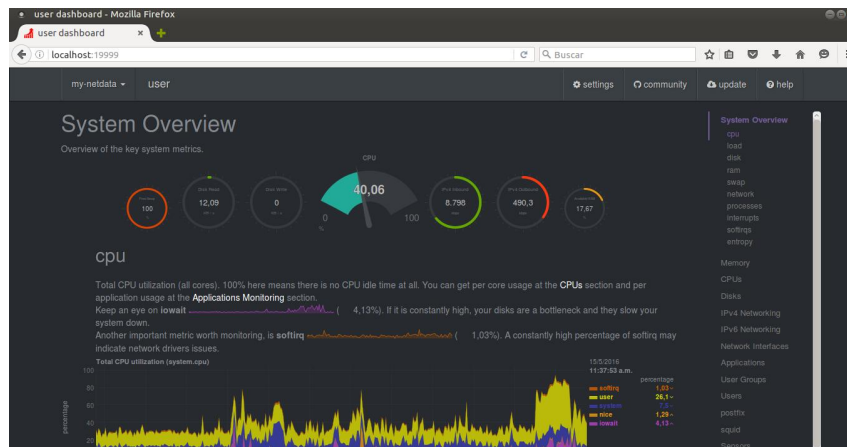 user dashboard - Mozilla Firefox
user dashboard
localhost:19999
Buscar
my-netdata
user
settings
community
update
help
System Overview
Overview of the key system metrics.
CPU
100
12,09
0
40,06
0
100
%
8.798
490,3
17,67
cpu
Total CPU utilization (all cores). 100% here means there is no CPU idle time at all. You can get per core usage at the CPUs section and per
application usage at the Applications Monitoring section.
Keep an eye on iowait ( 4,13%). If it is constantly high, your disks are a bottleneck and they slow your
system down.
Another important metric worth monitoring, is softirq ( 1,03%). A constantly high percentage of softirq may
indicate network drivers issues.
Total CPU utilization (system.cpu)
15/5/2016
11:37:53 a.m.
percentage
softirq 1,03
user 26,1
system
nice 1,29
iowait 4,13
percentage
100
80
60
40
20
System Overview
cpu
load
disk
ram
swap
network
processes
interrupts
softirqs
entropy
Memory
CPUs
Disks
IPv4 Networking
IPv6 Networking
Network Interfaces
Applications
User Groups
Users
postfix
squid
Sensors